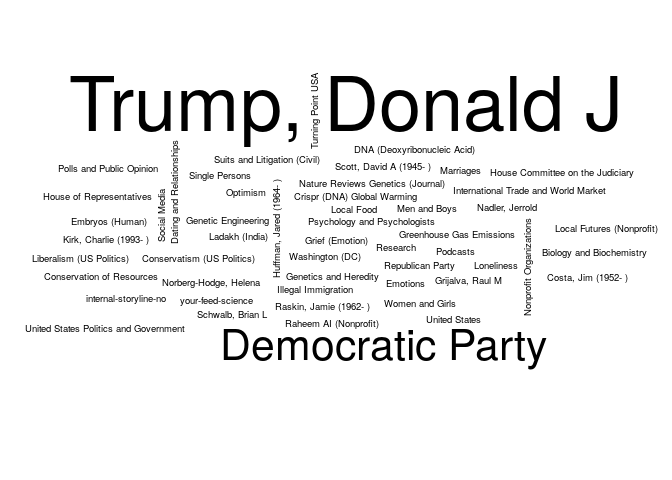 Trump, Donald J
Turning Point USA
DNA (Deoxyribonucleic Acid)
Suits and Litigation (Civil)
Polls and Public Opinion
Scott, David A (1945- )
Marriages
House Committee on the Judiciary
Single Persons
Dating and Relationships
Social Media
Nature Reviews Genetics (Journal)
International Trade and World Market
House of Representatives
Optimism
Crispr (DNA)
Global Warming
Huffman, Jared (1964- )
Local Food
Men and Boys
Nadler, Jerrold
Embryos (Human)
Genetic Engineering
Psychology and Psychologists
Local Futures (Nonprofit)
Kirk, Charlie (1993- )
Ladakh (India)
Grief (Emotion)
Greenhouse Gas Emissions
Research
Podcasts
Nonprofit Organizations
Biology and Biochemistry
Liberalism (US Politics)
Conservatism (US Politics)
Washington (DC)
Republican Party
Loneliness
Conservation of Resources
Norberg-Hodge, Helena
Genetics and Heredity
Emotions
Grijalva, Raul M
Costa, Jim (1952- )
Illegal Immigration
internal-storyline-no
your-feed-science
Raskin, Jamie (1962- )
Women and Girls
Schwalb, Brian L
Raheem AI (Nonprofit)
United States
United States Politics and Government
Democratic Party